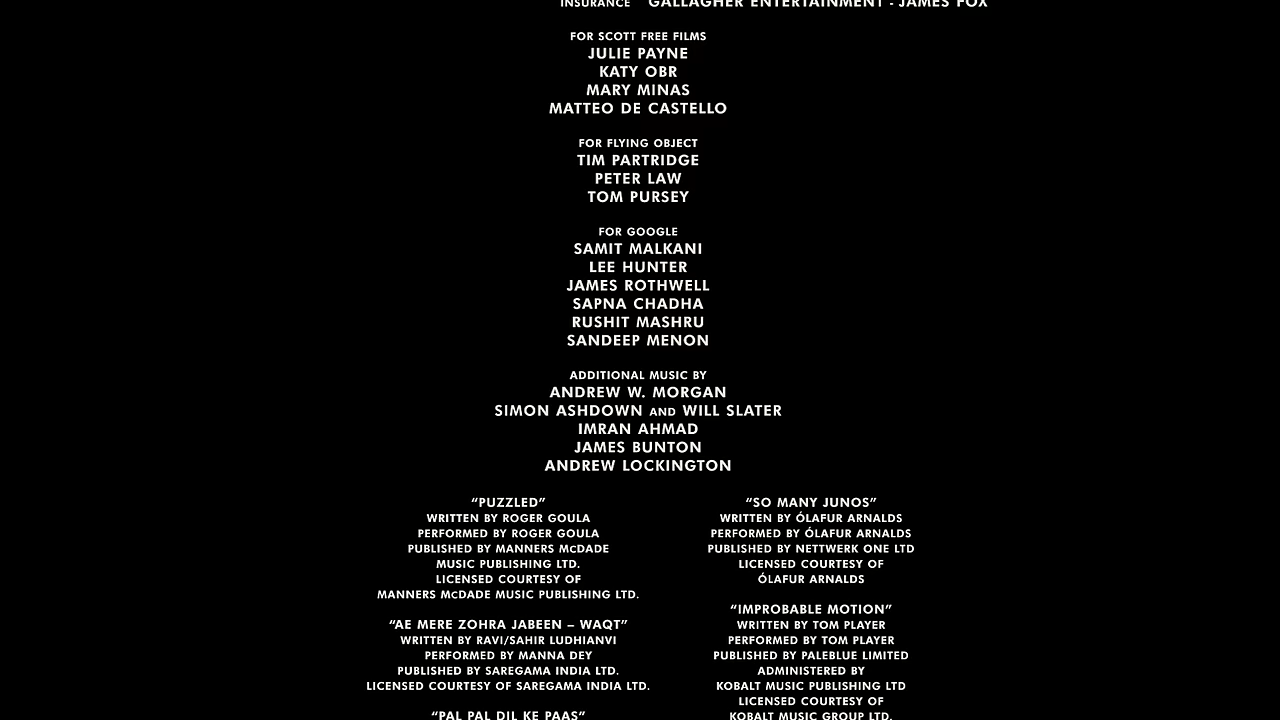 INSURANCE GALLAGHER ENTERTAINMENT - JAMES FOX
FOR SCOTT FREE FILMS
JULIE PAYNE
KATY OBR
MARY MINAS
MATTEO DE CASTELLO
FOR FLYING OBJECT
TIM PARTRIDGE
PETER LAW
TOM PURSEY
FOR GOOGLE
SAMIT MALKANI
LEE HUNTER
JAMES ROTHWELL
SAPNA CHADHA
RUSHIT MASHRU
SANDEEP MENON
ADDITIONAL MUSIC BY
ANDREW W. MORGAN
SIMON ASHDOWN AND WILL SLATER
IMRAN AHMAD
JAMES BUNTON
ANDREW LOCKINGTON
“PUZZLED”
WRITTEN BY ROGER GOULA
PERFORMED BY ROGER GOULA
PUBLISHED BY MANNERS McDADE
MUSIC PUBLISHING LTD.
LICENSED COURTESY OF
MANNERS McDADE MUSIC PUBLISHING LTD.
“AE MERE ZOHRA JABEEN – WAQT”
WRITTEN BY RAVI/SAHIR LUDHIANVI
PERFORMED BY MANNA DEY
PUBLISHED BY SAREGAMA INDIA LTD.
LICENSED COURTESY OF SAREGAMA INDIA LTD.
“PAL PAL DIL KE PAAS”
“SO MANY JUNOS”
WRITTEN BY ÓLAFUR ARNALDS
PERFORMED BY ÓLAFUR ARNALDS
PUBLISHED BY NETTWERK ONE LTD
LICENSED COURTESY OF
ÓLAFUR ARNALDS
“IMPROBABLE MOTION”
WRITTEN BY TOM PLAYER
PERFORMED BY TOM PLAYER
PUBLISHED BY PALEBLUE LIMITED
ADMINISTERED BY
KOBALT MUSIC PUBLISHING LTD
LICENSED COURTESY OF
KOBALT MUSIC GROUP LTD.